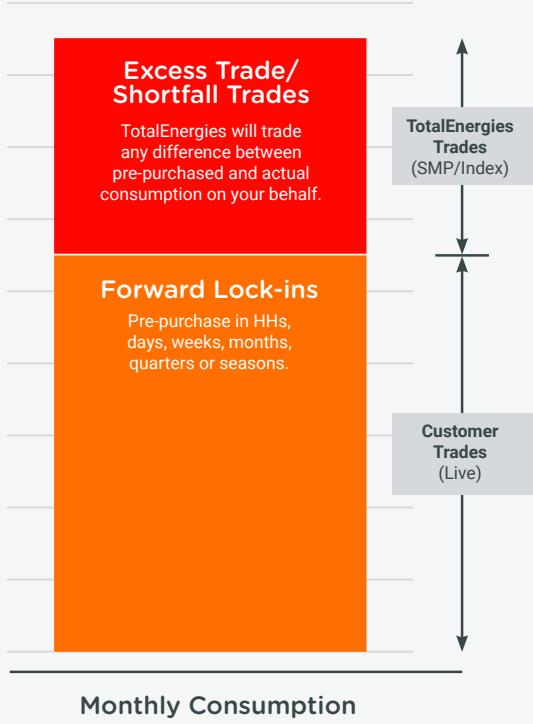 Excess Trade/
Shortfall Trades
TotalEnergies will trade
any difference between
pre-purchased and actual
consumption on your behalf.
TotalEnergies
Trades
(SMP/Index)
Forward Lock-ins
Pre-purchase in HHs,
days, weeks, months,
quarters or seasons.
Customer
Trades
(Live)
Monthly Consumption